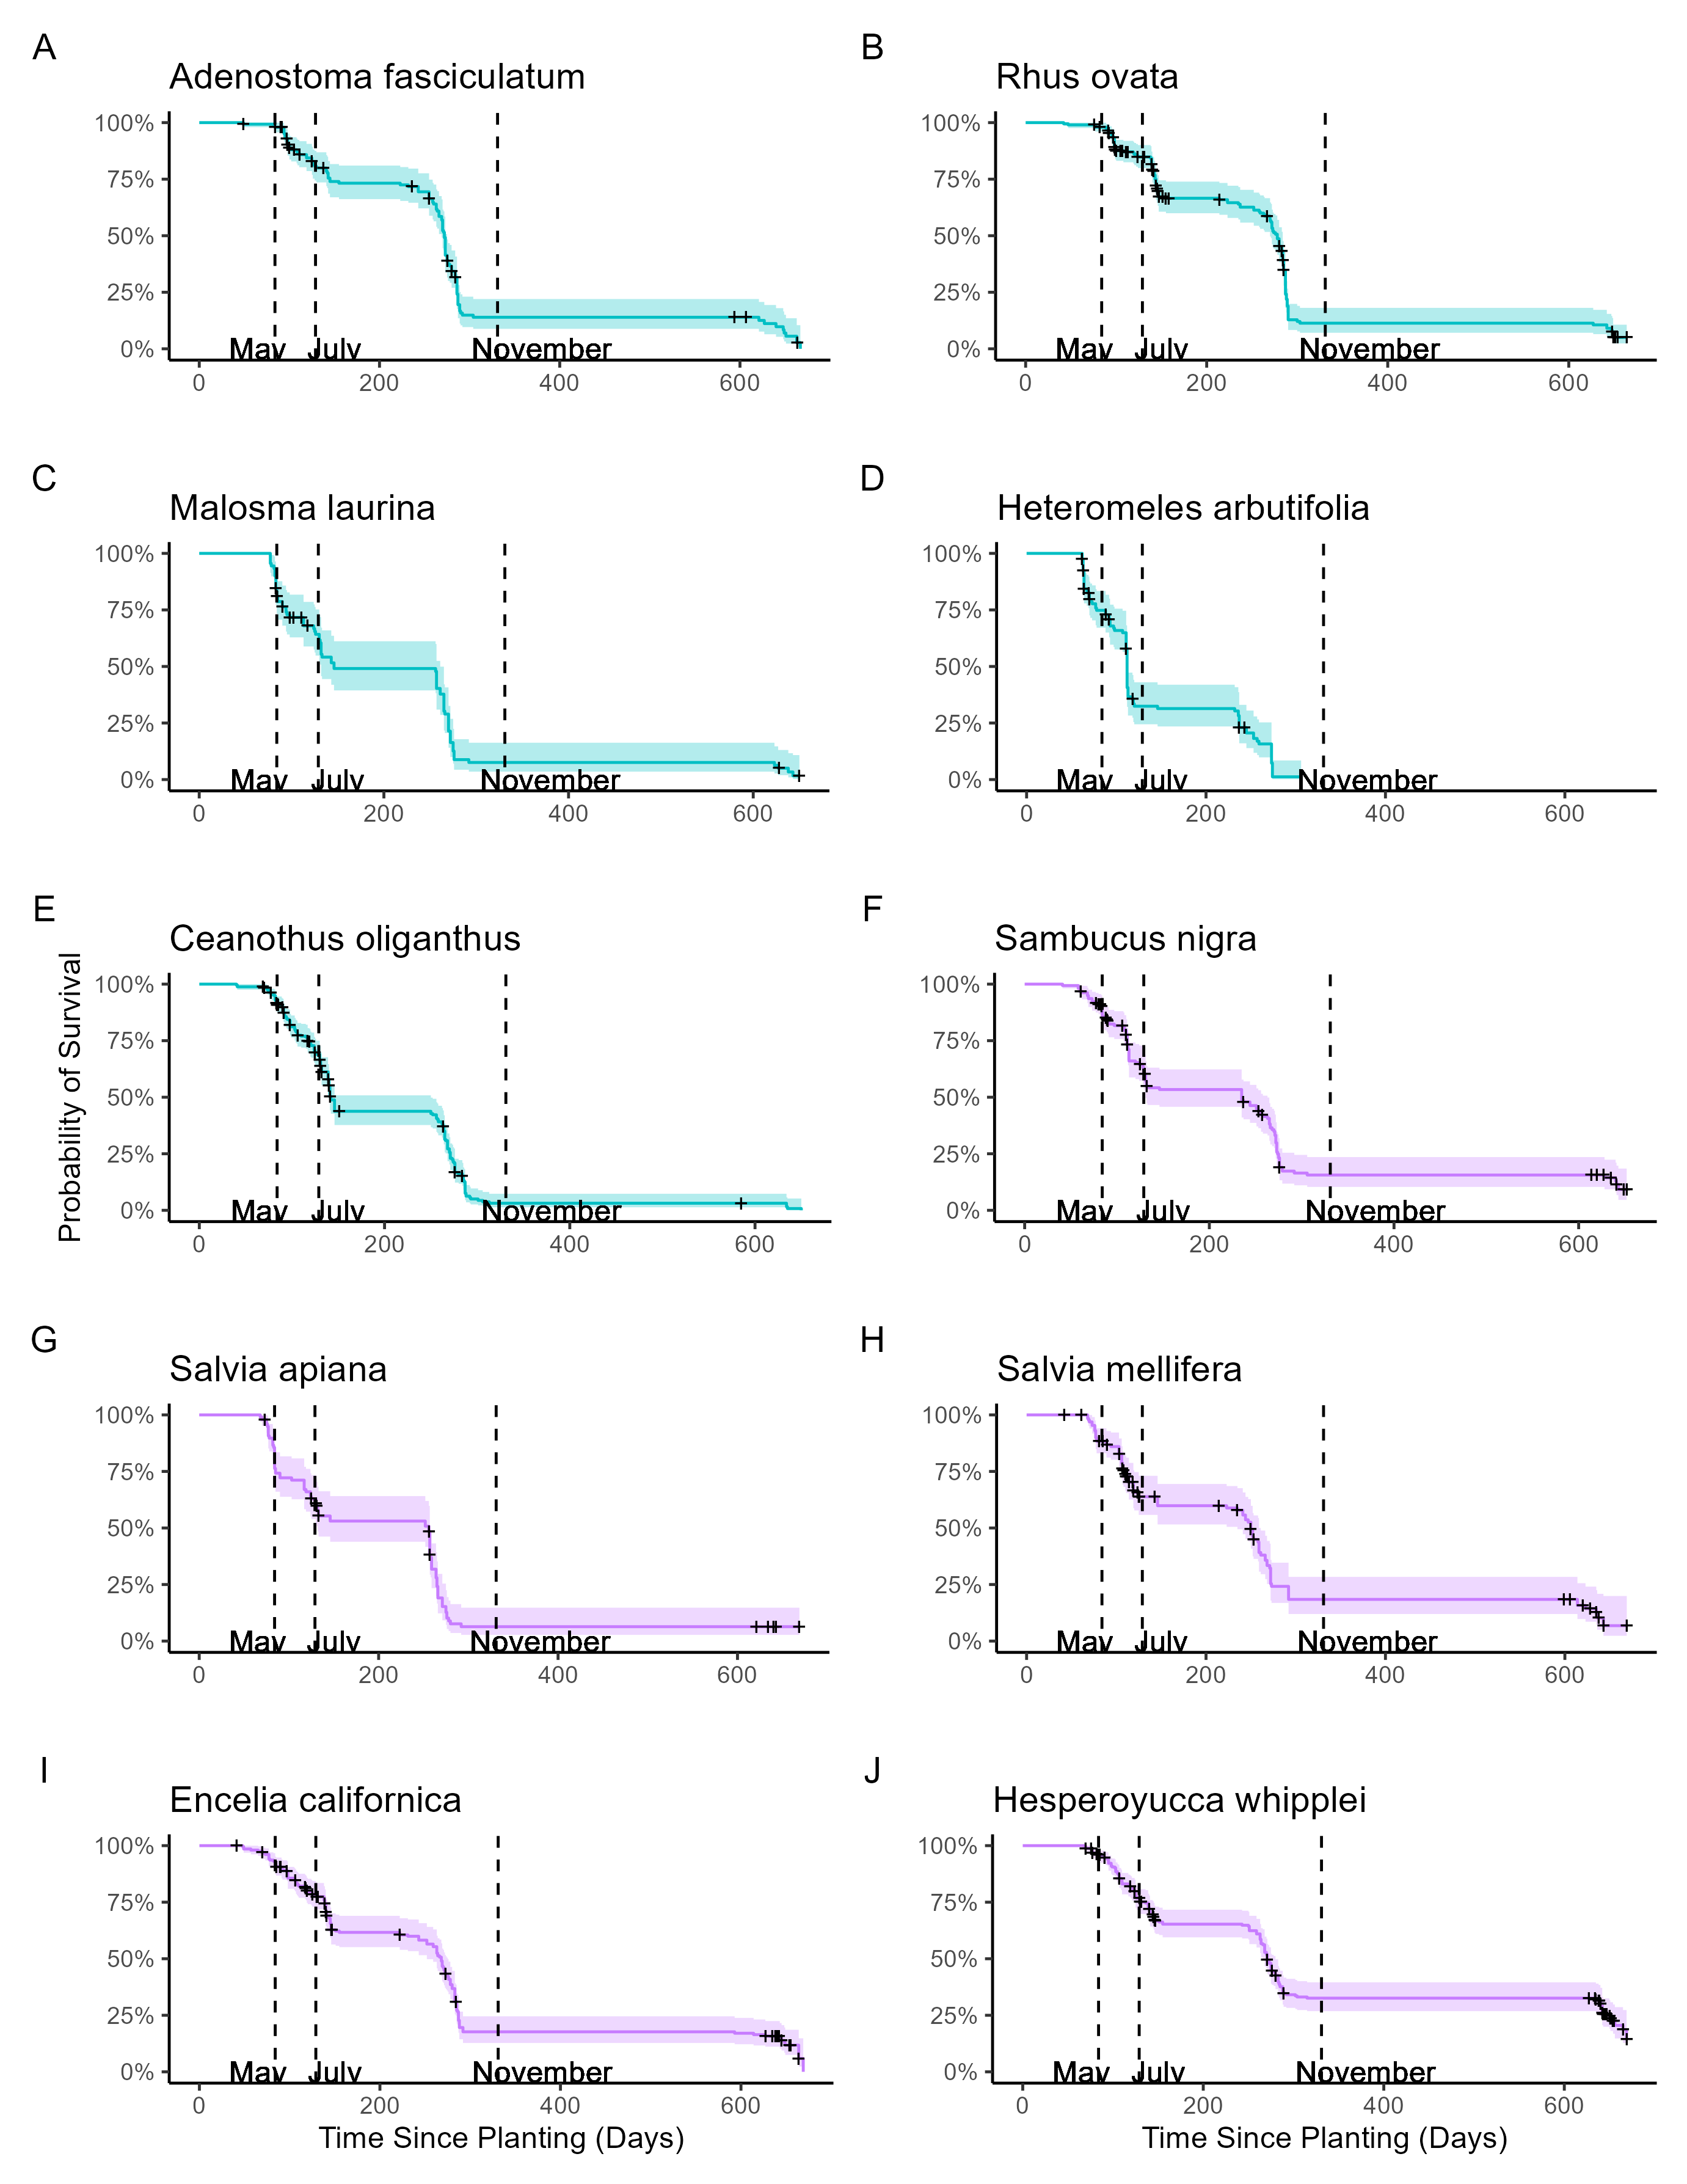 A
Adenostoma fasciculatum
100%
75%
50%
25%
0%
May
July
November
0 200 400 600
B
Rhus ovata
100%
75%
50%
25%
0%
May
July
November
0 200 400 600
C
Malosma laurina
100%
75%
50%
25%
0%
May
July
November
0 200 400 600
D
Heteromeles arbutifolia
100%
75%
50%
25%
0%
May
July
November
0 200 400 600
Probability of Survival
E
Ceanothus oliganthus
100%
75%
50%
25%
0%
May
July
November
0 200 400 600
F
Sambucus nigra
100%
75%
50%
25%
0%
May
July
November
0 200 400 600
G
Salvia apiana
100%
75%
50%
25%
0%
May
July
November
0 200 400 600
H
Salvia mellifera
100%
75%
50%
25%
0%
May
July
November
0 200 400 600
I
Encelia californica
100%
75%
50%
25%
0%
May
July
November
0 200 400 600
Time Since Planting (Days)
J
Hesperoyucca whipplei
100%
75%
50%
25%
0%
May
July
November
0 200 400 600
Time Since Planting (Days)